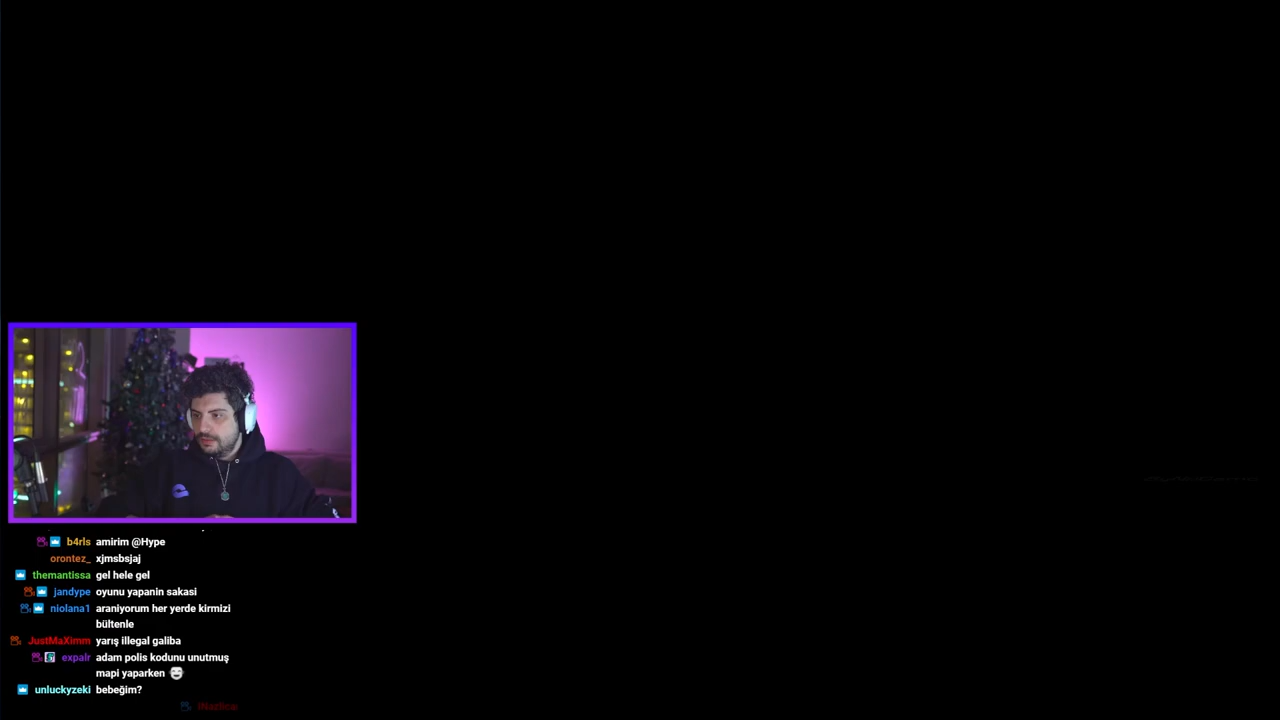 b4rls amirim @Hype
orontez_ xjmsbsjaj
themantissa gel hele gel
jandype oyunu yapanin sakasi
niolana1 araniyorum her yerde kirmizi
bültenle
JustMaXimm yarış illegal galiba
expalr adam polis kodunu unutmuş
mapi yaparken
unluckyzeki bebeğim?